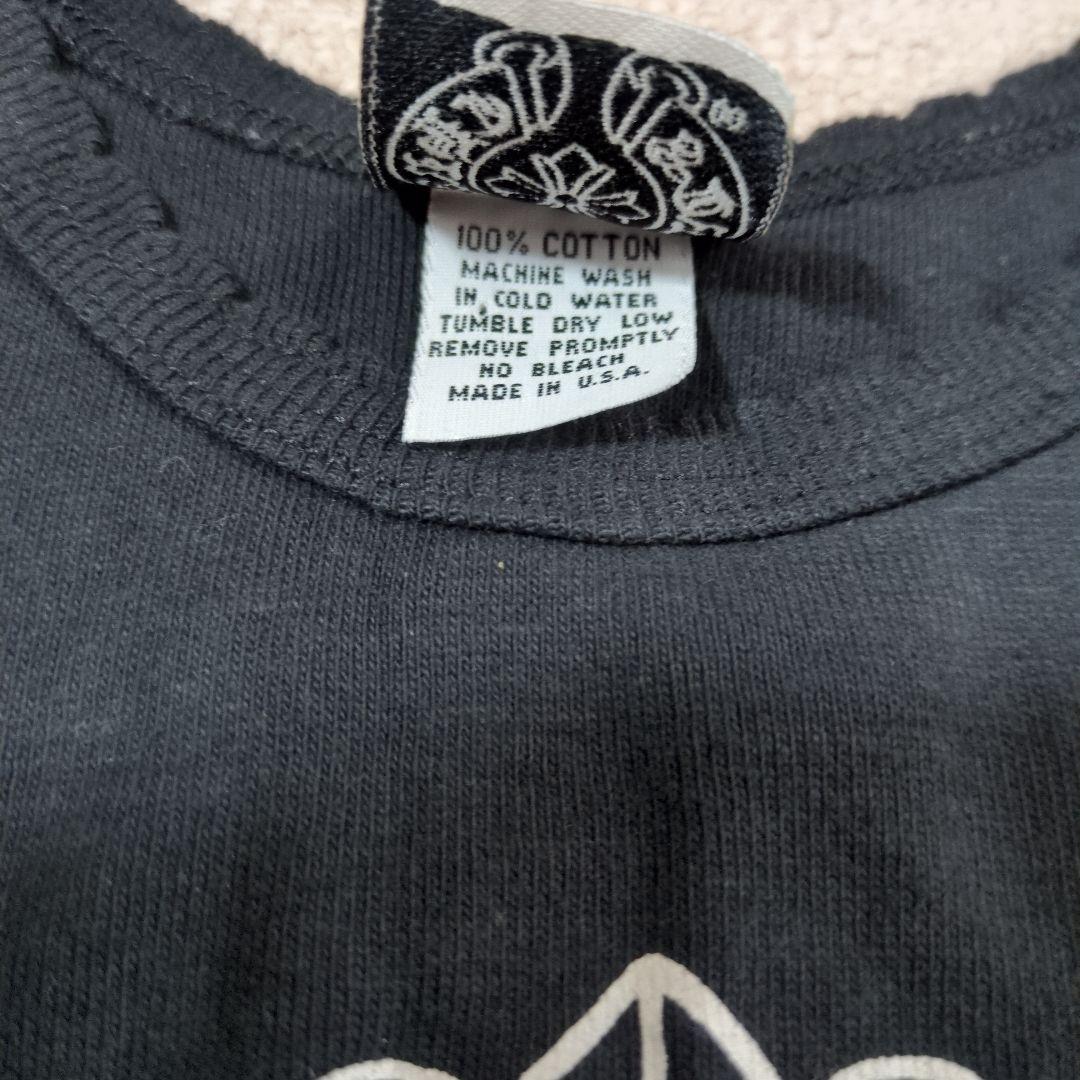 100% COTTON
MACHINE WASH
IN COLD WATER
TUMBLE DRY LOW
REMOVE PROMPTLY
NO BLEACH
MADE IN U.S.A.